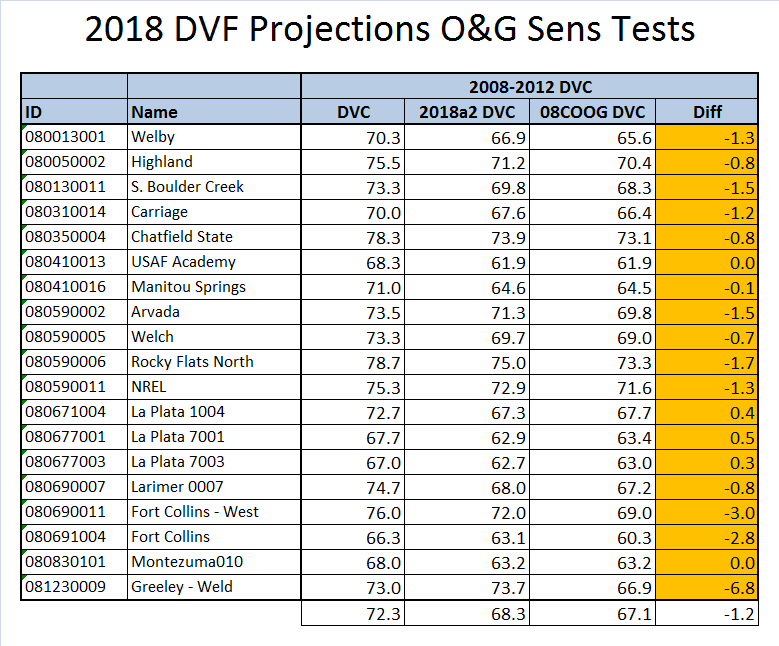 2018 DVF Projections O&G Sens Tests
2008-2012 DVC
ID Name DVC 2018a2 DVC 08COOG DVC Diff
080013001 Welby 70.3 66.9 65.6 -1.3
080050002 Highland 75.5 71.2 70.4 -0.8
080130011 S. Boulder Creek 73.3 69.8 68.3 -1.5
080310014 Carriage 70.0 67.6 66.4 -1.2
080350004 Chatfield State 78.3 73.9 73.1 -0.8
080410013 USAF Academy 68.3 61.9 61.9 0.0
080410016 Manitou Springs 71.0 64.6 64.5 -0.1
080590002 Arvada 73.5 71.3 69.8 -1.5
080590005 Welch 73.3 69.7 69.0 -0.7
080590006 Rocky Flats North 78.7 75.0 73.3 -1.7
080590011 NREL 75.3 72.9 71.6 -1.3
080671004 La Plata 1004 72.7 67.3 67.7 0.4
080677001 La Plata 7001 67.7 62.9 63.4 0.5
080677003 La Plata 7003 67.0 62.7 63.0 0.3
080690007 Larimer 0007 74.7 68.0 67.2 -0.8
080690011 Fort Collins - West 76.0 72.0 69.0 -3.0
080691004 Fort Collins 66.3 63.1 60.3 -2.8
080830101 Montezuma010 68.0 63.2 63.2 0.0
081230009 Greeley - Weld 73.0 73.7 66.9 -6.8
72.3 68.3 67.1 -1.2